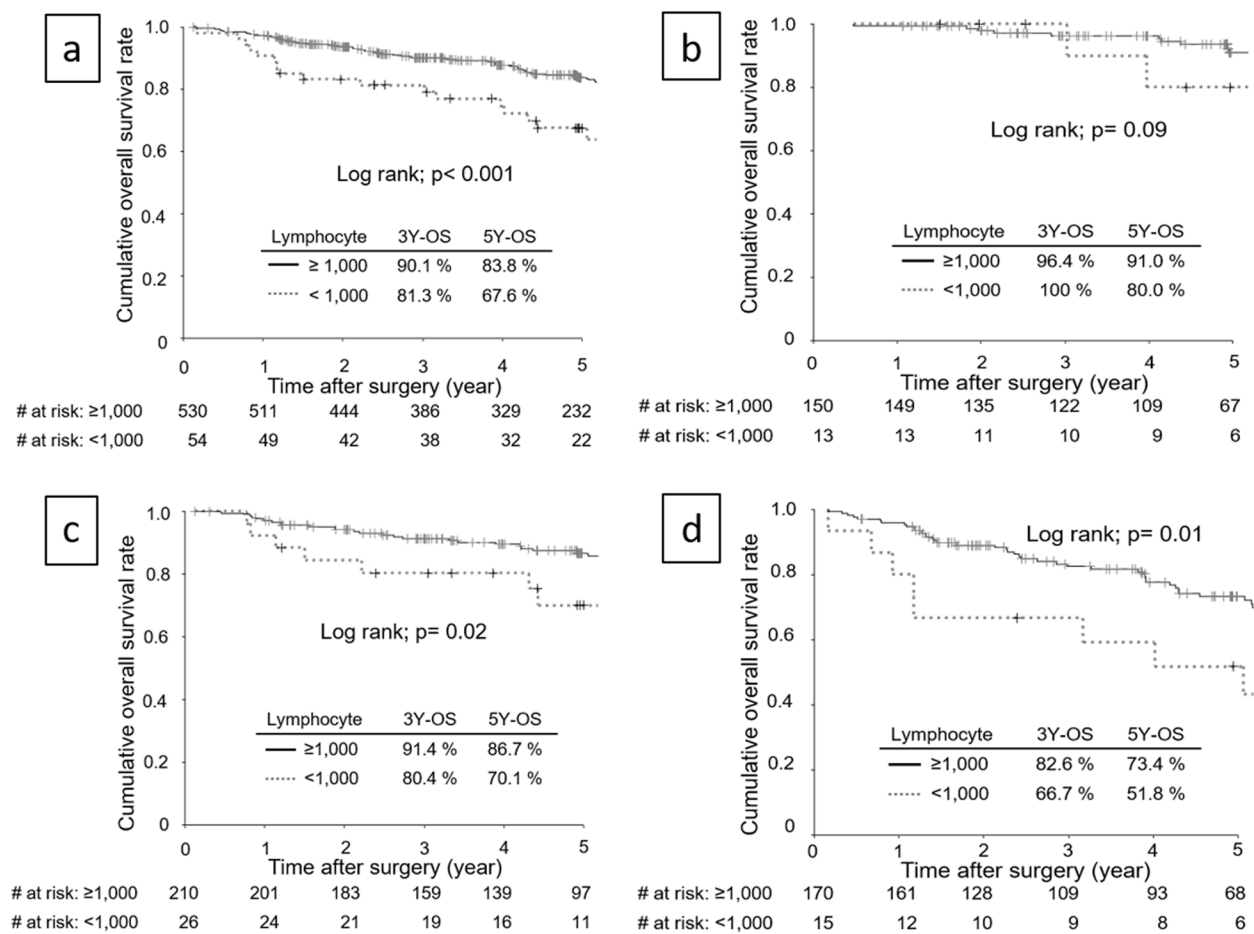 a
Cumulative overall survival rate
1.0
0.8
0.6
0.4
0.2
0
Log rank; p< 0.001
Lymphocyte 3Y-OS 5Y-OS
≥ 1,000 90.1 % 83.8 %
< 1,000 81.3 % 67.6 %
0 1 2 3 4 5
Time after surgery (year)
# at risk: ≥1,000 530 511 444 386 329 232
# at risk: <1,000 54 49 42 38 32 22
b
Cumulative overall survival rate
1.0
0.8
0.6
0.4
0.2
0
Log rank; p= 0.09
Lymphocyte 3Y-OS 5Y-OS
≥1,000 96.4 % 91.0 %
<1,000 100 % 80.0 %
0 1 2 3 4 5
Time after surgery (year)
# at risk: ≥1,000 150 149 135 122 109 67
# at risk: <1,000 13 13 11 10 9 6
c
Cumulative overall survival rate
1.0
0.8
0.6
0.4
0.2
0
Log rank; p= 0.02
Lymphocyte 3Y-OS 5Y-OS
≥1,000 91.4 % 86.7 %
<1,000 80.4 % 70.1 %
0 1 2 3 4 5
Time after surgery (year)
# at risk: ≥1,000 210 201 183 159 139 97
# at risk: <1,000 26 24 21 19 16 11
d
Cumulative overall survival rate
1.0
0.8
0.6
0.4
0.2
0
Log rank; p= 0.01
Lymphocyte 3Y-OS 5Y-OS
≥1,000 82.6 % 73.4 %
<1,000 66.7 % 51.8 %
0 1 2 3 4 5
Time after surgery (year)
# at risk: ≥1,000 170 161 128 109 93 68
# at risk: <1,000 15 12 10 9 8 6